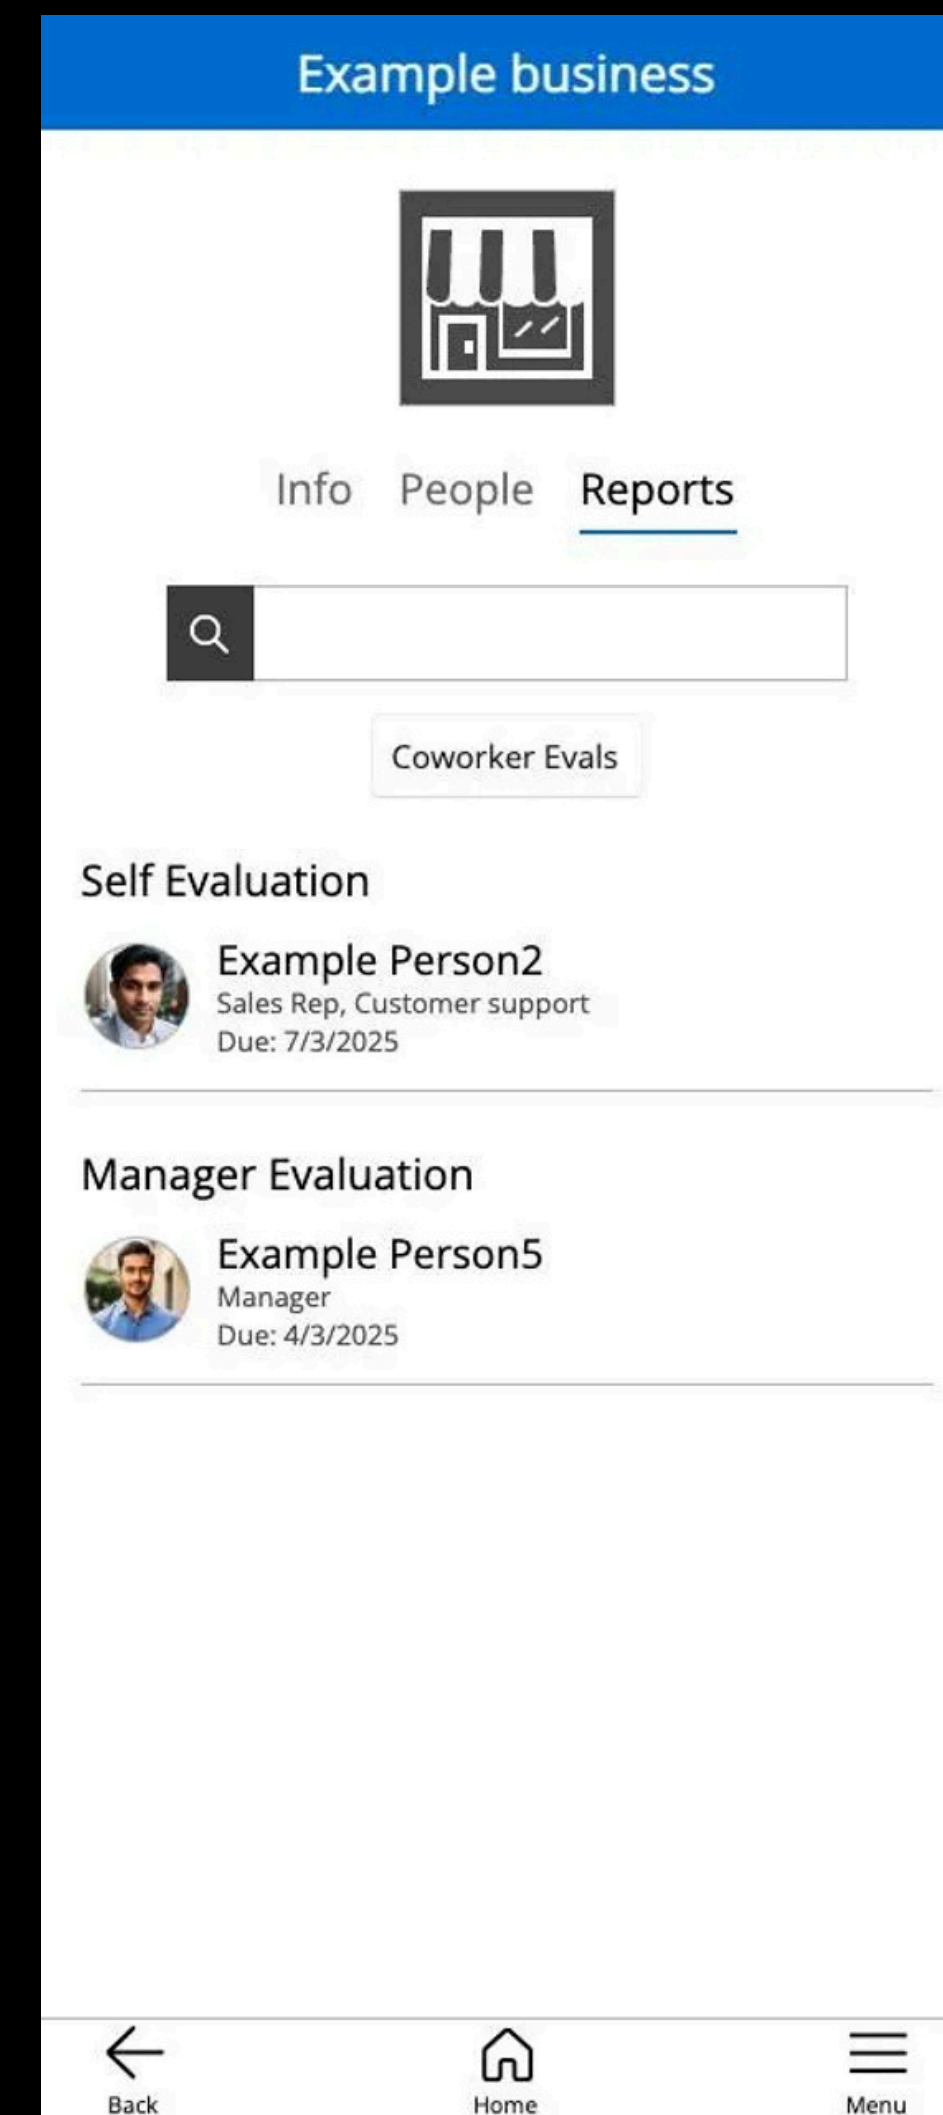 Example business
Info People Reports
Coworker Evals
Self Evaluation
Example Person2
Sales Rep, Customer support
Due: 7/3/2025
Manager Evaluation
Example Person5
Manager
Due: 4/3/2025
Back Home Menu